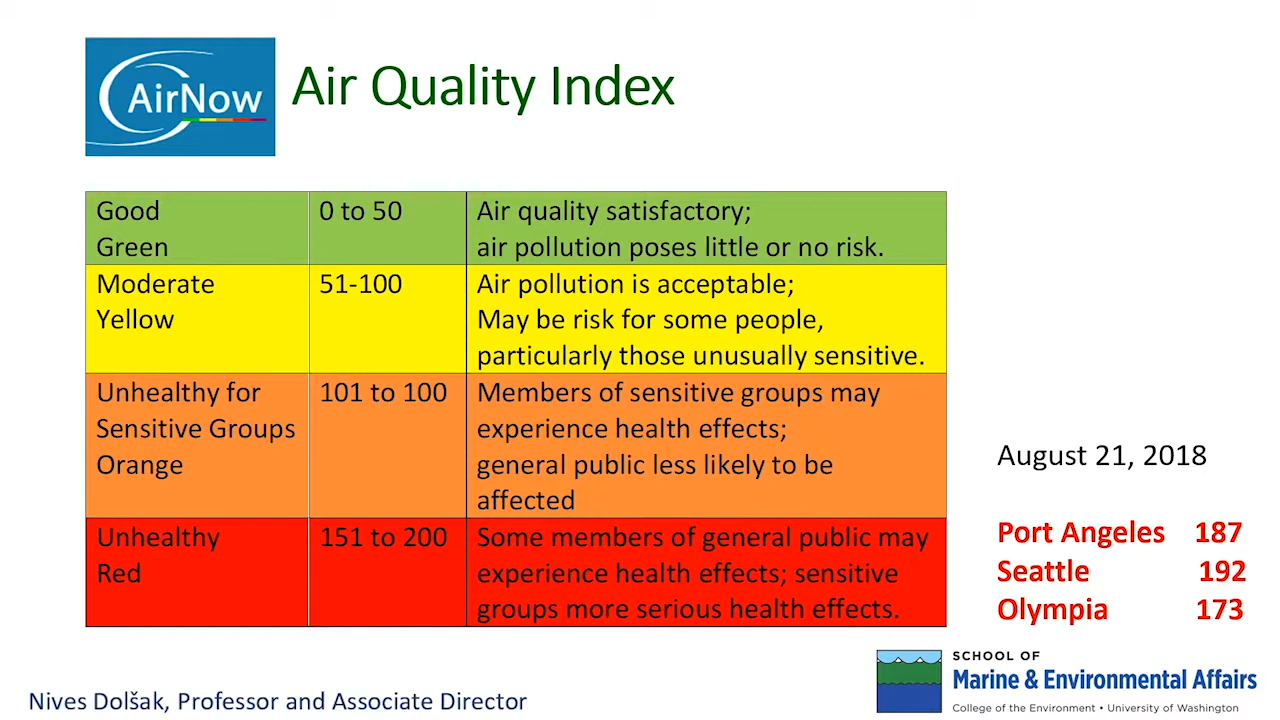 AirNow
Air Quality Index
Good
Green
0 to 50
Air quality satisfactory;
air pollution poses little or no risk.
Moderate
Yellow
51-100
Air pollution is acceptable;
May be risk for some people,
particularly those unusually sensitive.
Unhealthy for
Sensitive Groups
Orange
101 to 100
Members of sensitive groups may
experience health effects;
general public less likely to be
affected
Unhealthy
Red
151 to 200
Some members of general public may
experience health effects; sensitive
groups more serious health effects.
August 21, 2018
Port Angeles 187
Seattle 192
Olympia 173
SCHOOL OF
Marine & Environmental Affairs
College of the Environment • University of Washington
Nives Dolšak, Professor and Associate Director